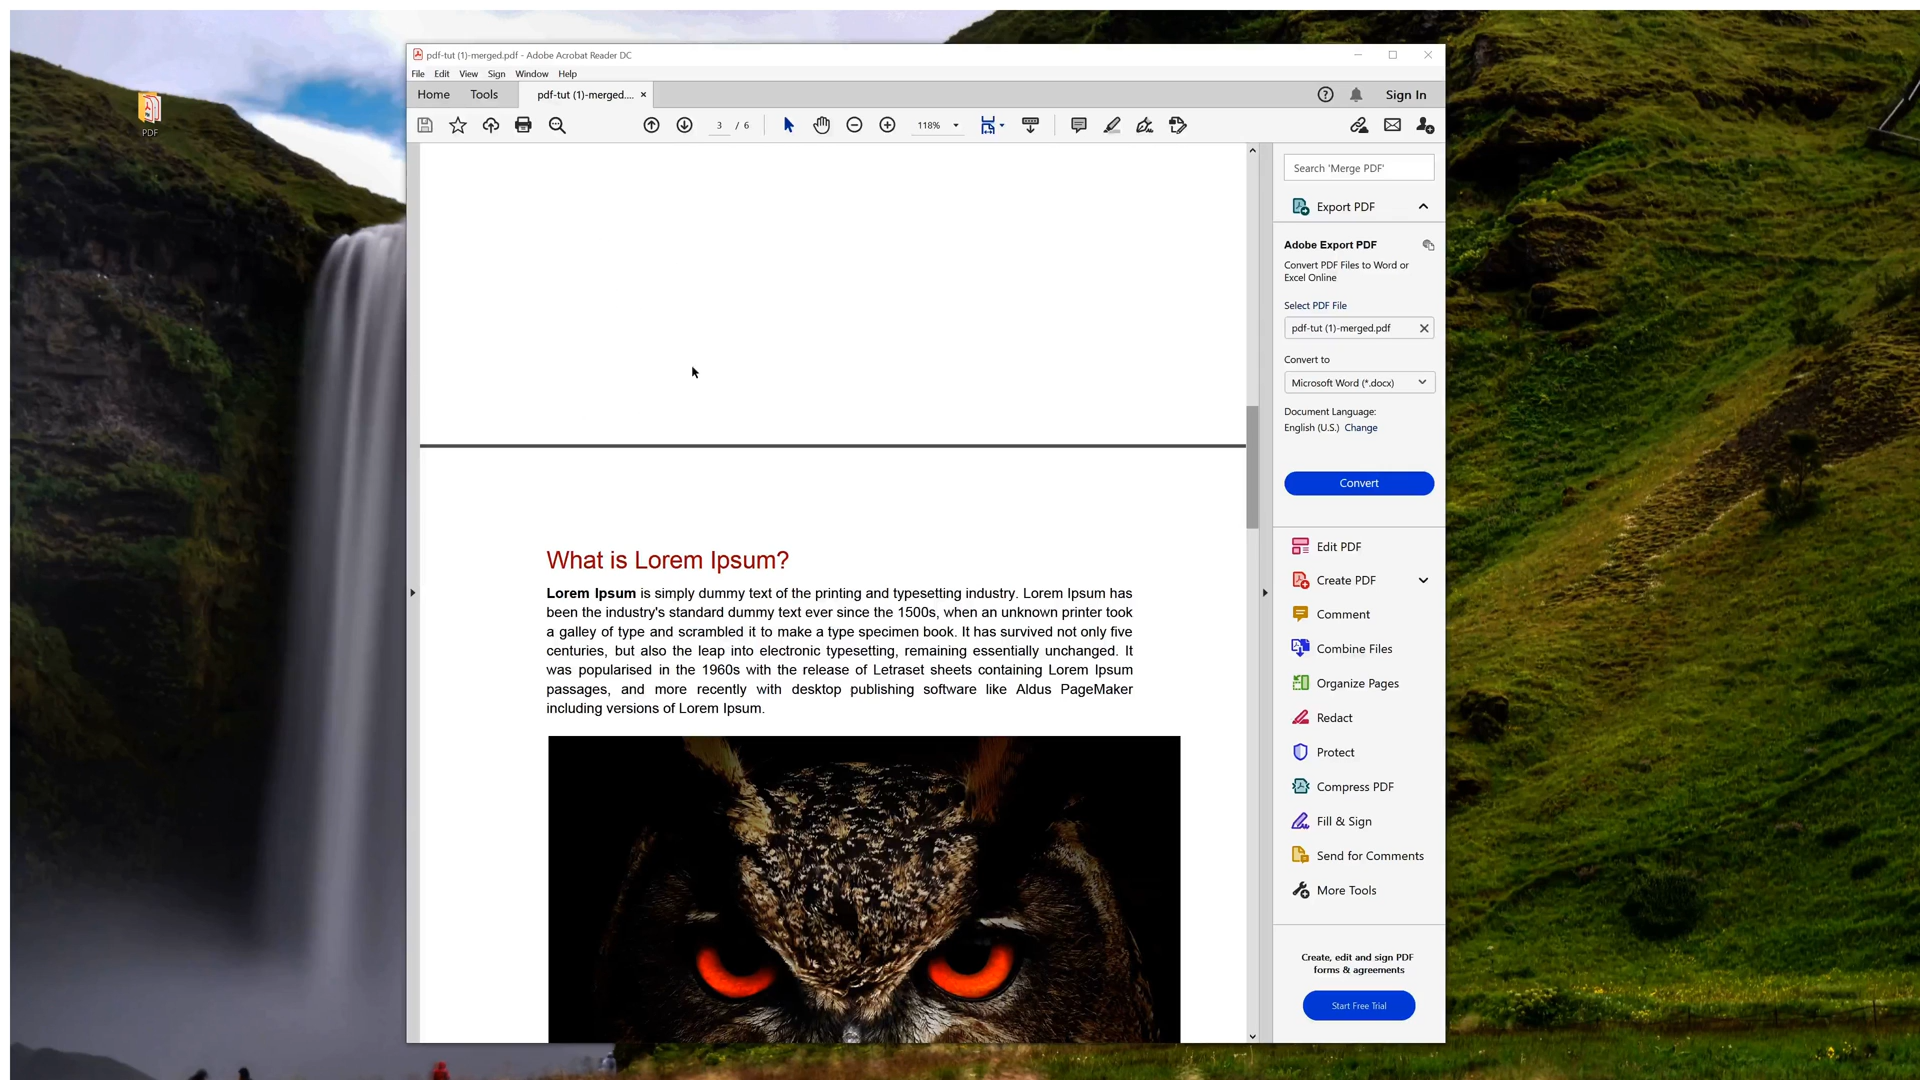 PDF
pdf-tut (1)-merged.pdf - Adobe Acrobat Reader DC
File Edit View Sign Window Help
Home Tools pdf-tut (1)-merged.... × Sign In
3 / 6 118%
Search 'Merge PDF'
Export PDF
Adobe Export PDF
Convert PDF Files to Word or
Excel Online
Select PDF File
pdf-tut (1)-merged.pdf
Convert to
Microsoft Word (*.docx)
Document Language:
English (U.S.) Change
Convert
What is Lorem Ipsum?
Lorem Ipsum is simply dummy text of the printing and typesetting industry. Lorem Ipsum has
been the industry's standard dummy text ever since the 1500s, when an unknown printer took
a galley of type and scrambled it to make a type specimen book. It has survived not only five
centuries, but also the leap into electronic typesetting, remaining essentially unchanged. It
was popularised in the 1960s with the release of Letraset sheets containing Lorem Ipsum
passages, and more recently with desktop publishing software like Aldus PageMaker
including versions of Lorem Ipsum.
Edit PDF
Create PDF
Comment
Combine Files
Organize Pages
Redact
Protect
Compress PDF
Fill & Sign
Send for Comments
More Tools
Create, edit and sign PDF
forms & agreements
Start Free Trial